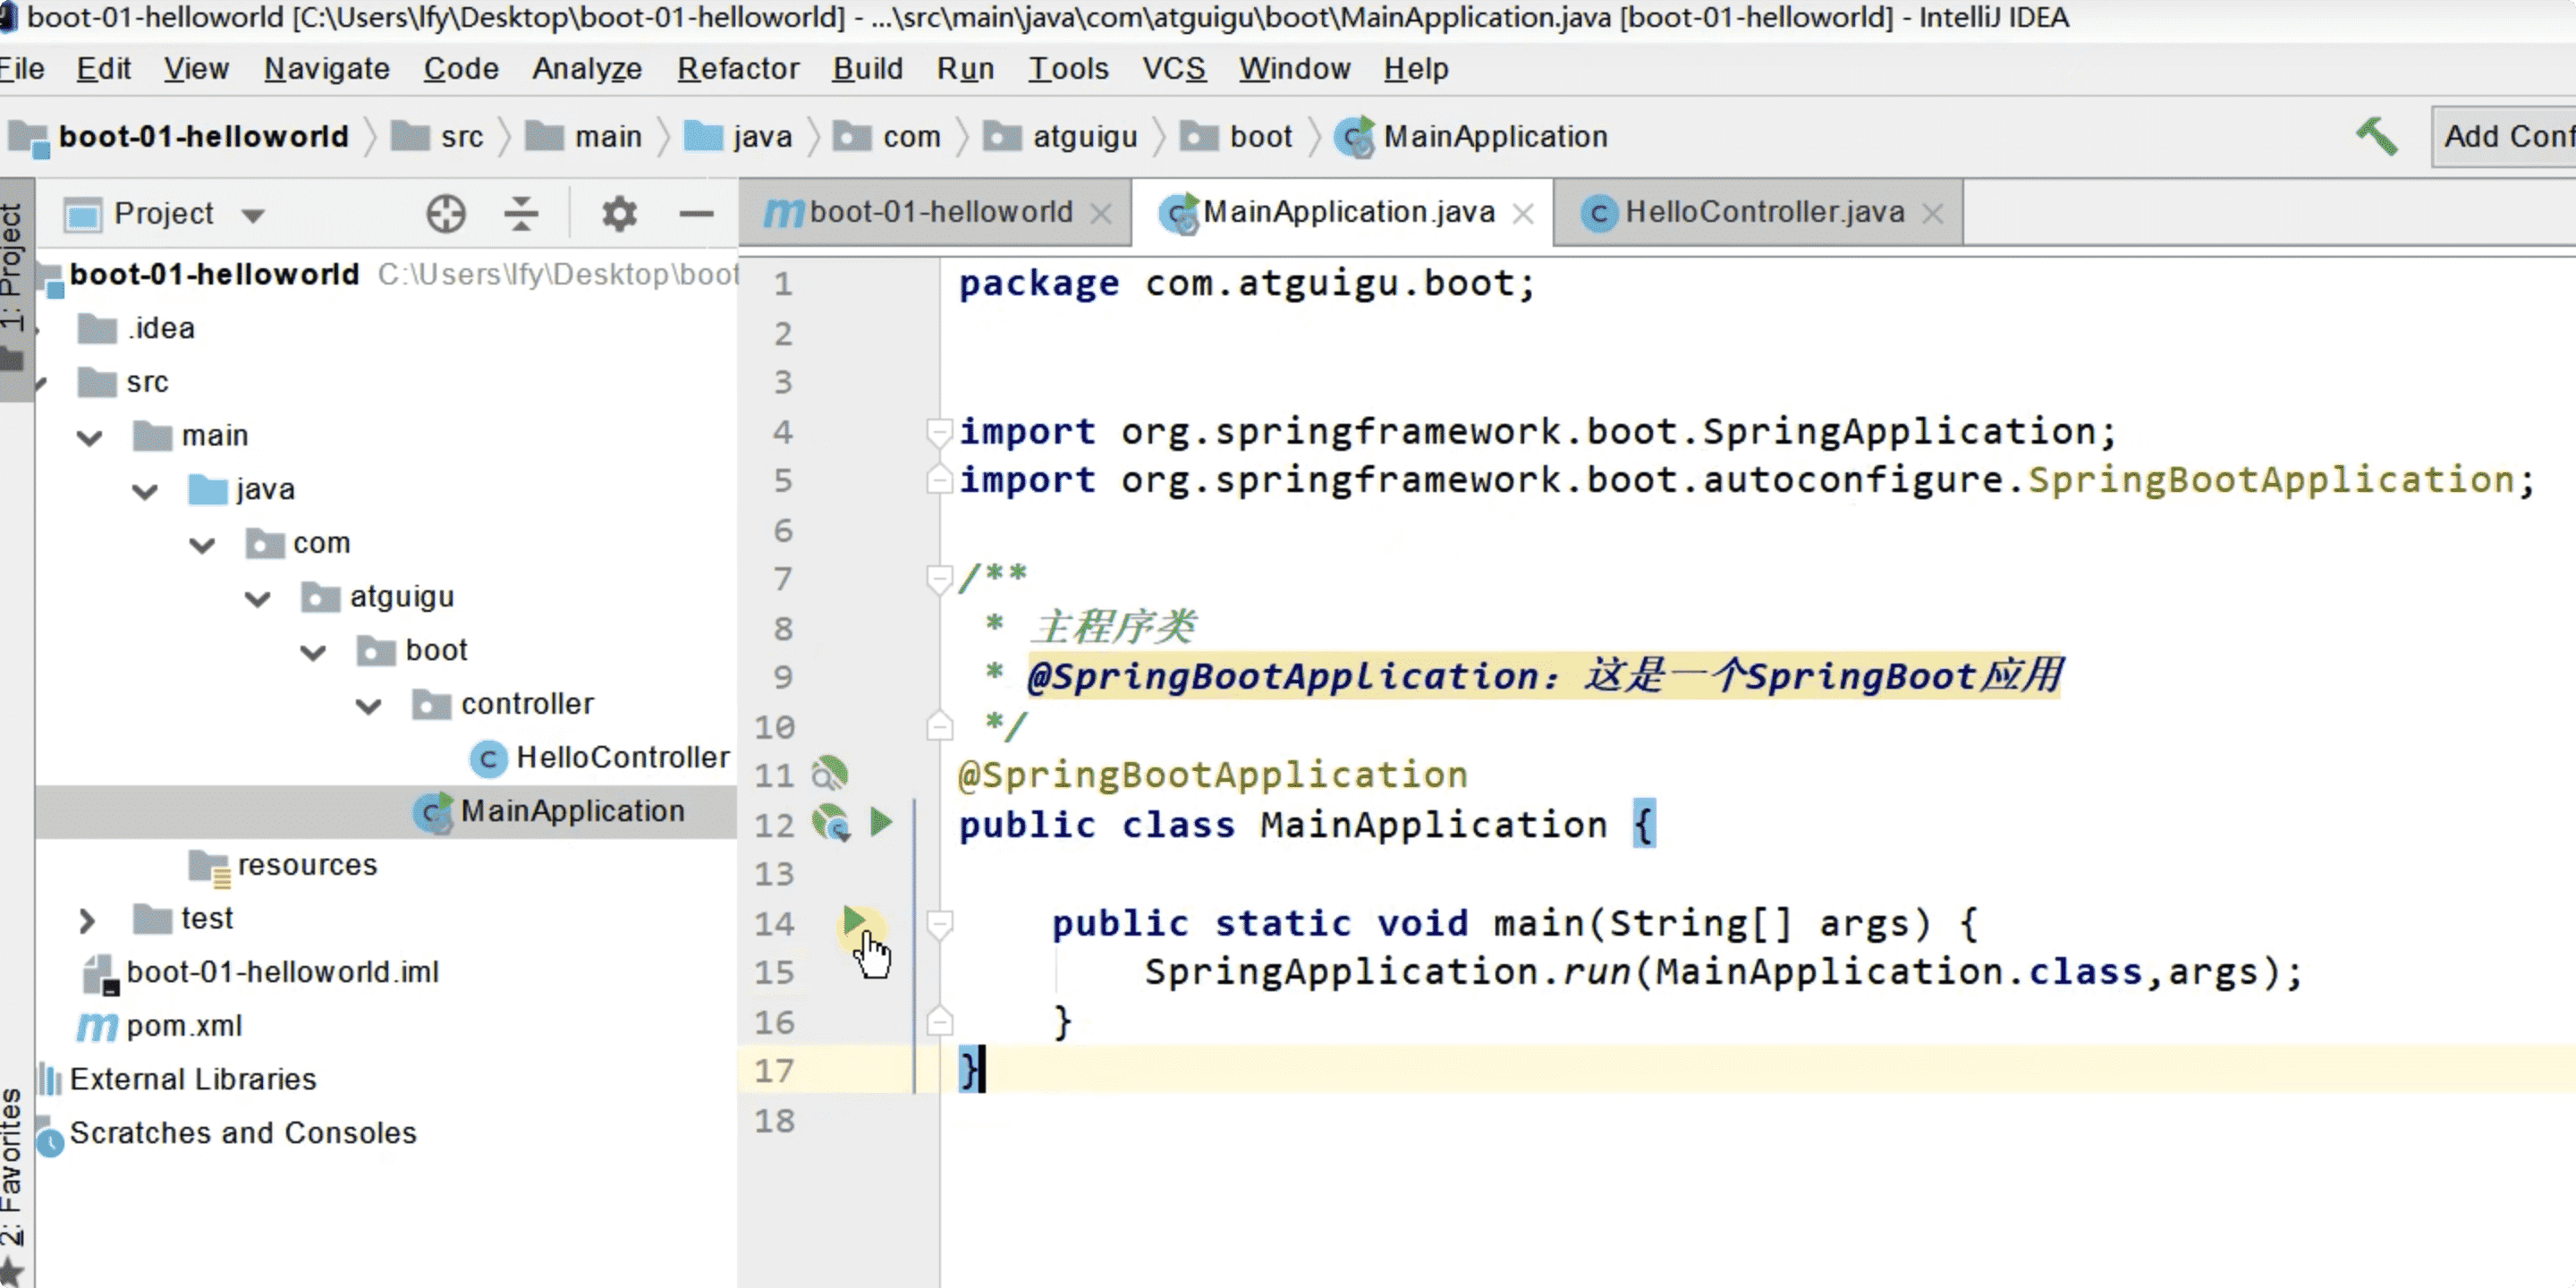 boot-01-helloworld [C:\Users\lfy\Desktop\boot-01-helloworld] - ...\src\main\java\com\atguigu\boot\MainApplication.java [boot-01-helloworld] - IntelliJ IDEA
File Edit View Navigate Code Analyze Refactor Build Run Tools VCS Window Help
boot-01-helloworld src main java com atguigu boot MainApplication Add Conf
1: Project
Project
boot-01-helloworld C:\Users\lfy\Desktop\boot
.idea
src
main
java
com
atguigu
boot
controller
HelloController
MainApplication
resources
test
boot-01-helloworld.iml
pom.xml
External Libraries
Scratches and Consoles
2: Favorites
boot-01-helloworld MainApplication.java HelloController.java
1 package com.atguigu.boot;
2
3
4 import org.springframework.boot.SpringApplication;
5 import org.springframework.boot.autoconfigure.SpringBootApplication;
6
7 /**
8 * 主程序类
9 * @SpringBootApplication：这是一个SpringBoot应用
10 */
11 @SpringBootApplication
12 public class MainApplication {
13
14 public static void main(String[] args) {
15 SpringApplication.run(MainApplication.class,args);
16 }
17 }
18